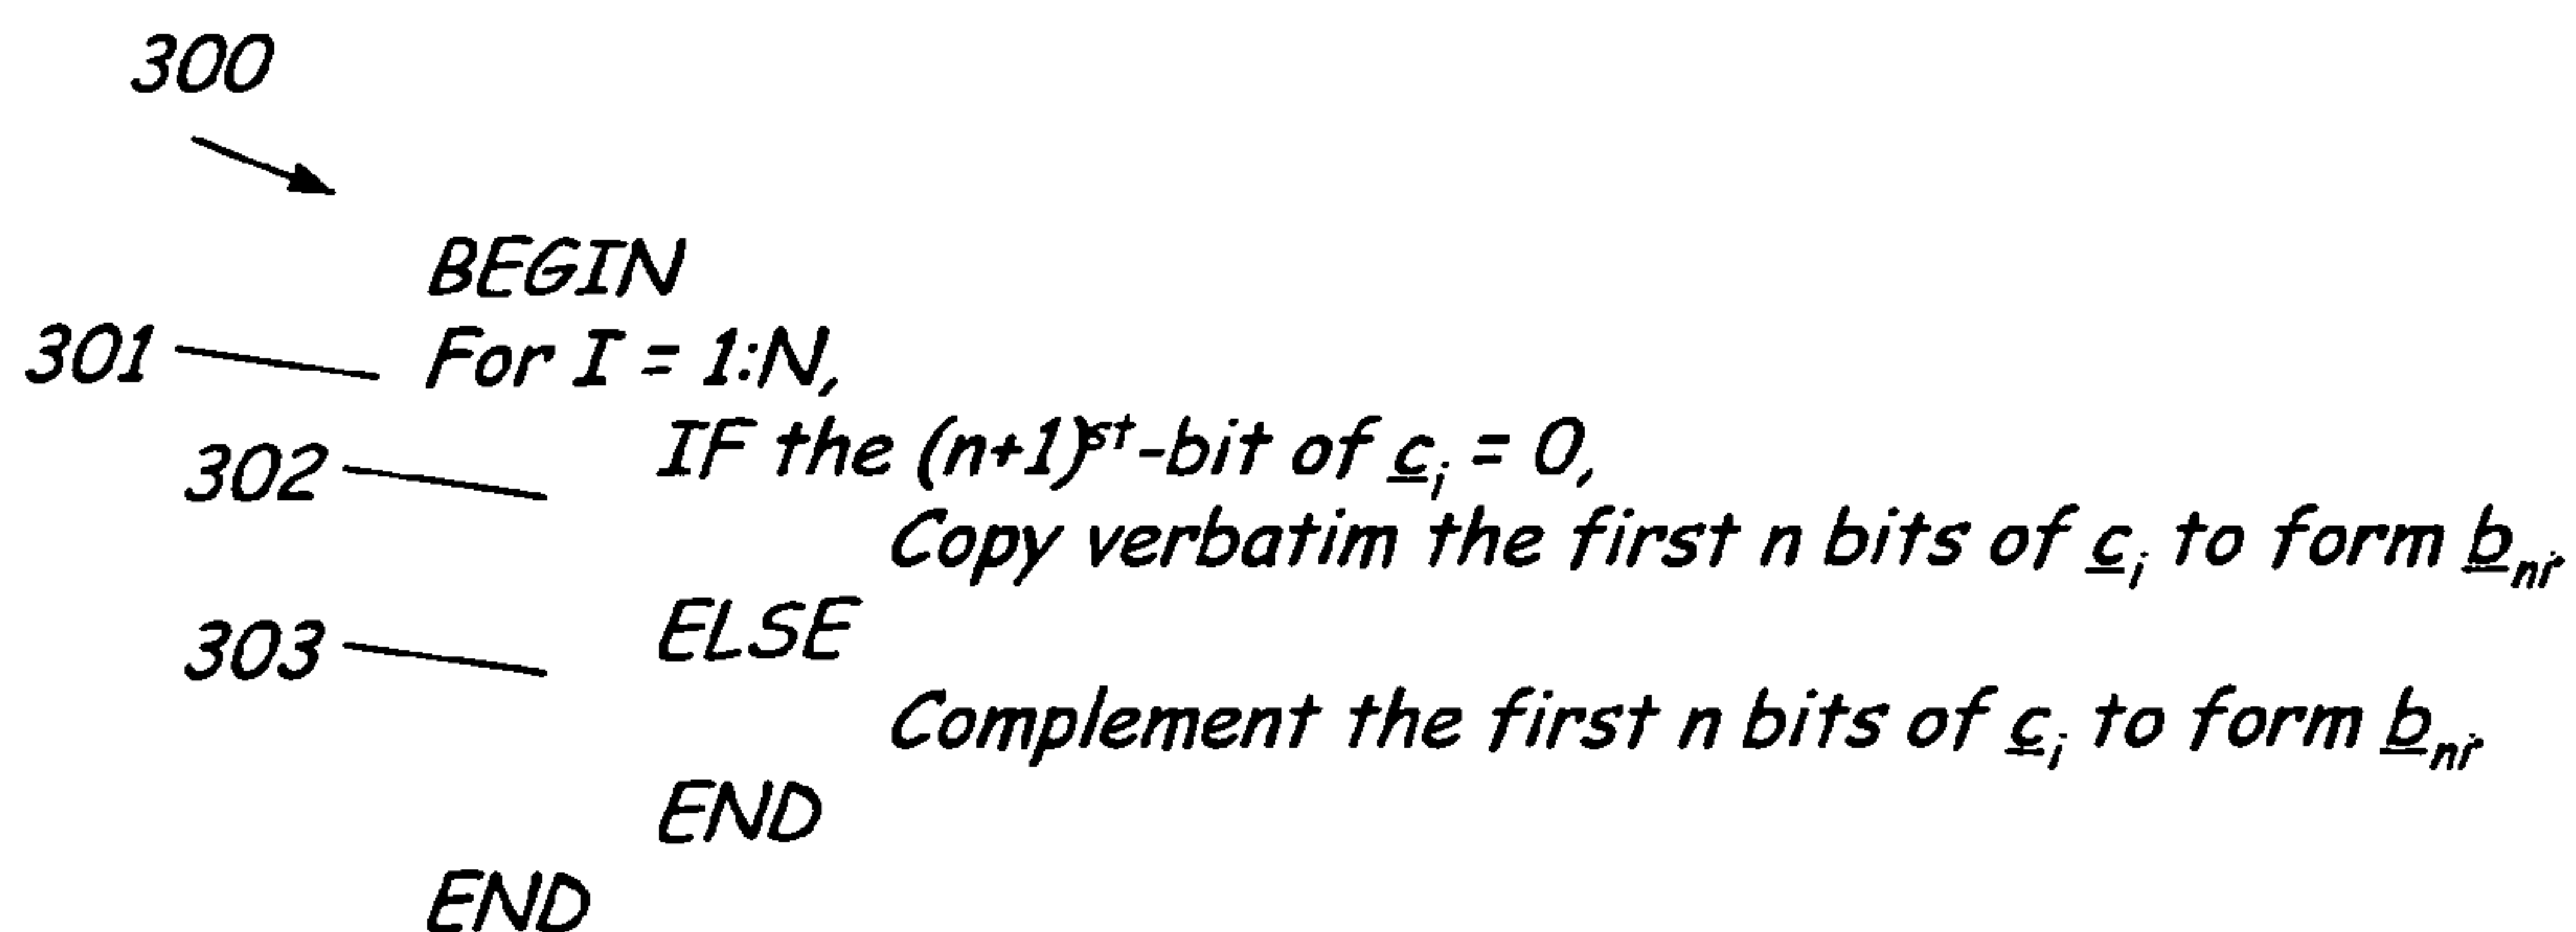 300
BEGIN
301 For I = 1:N,
IF the (n+1)st-bit of c_i = 0,
302
Copy verbatim the first n bits of c_i to form b_ni.
303 ELSE
Complement the first n bits of c_i to form b_ni.
END
END